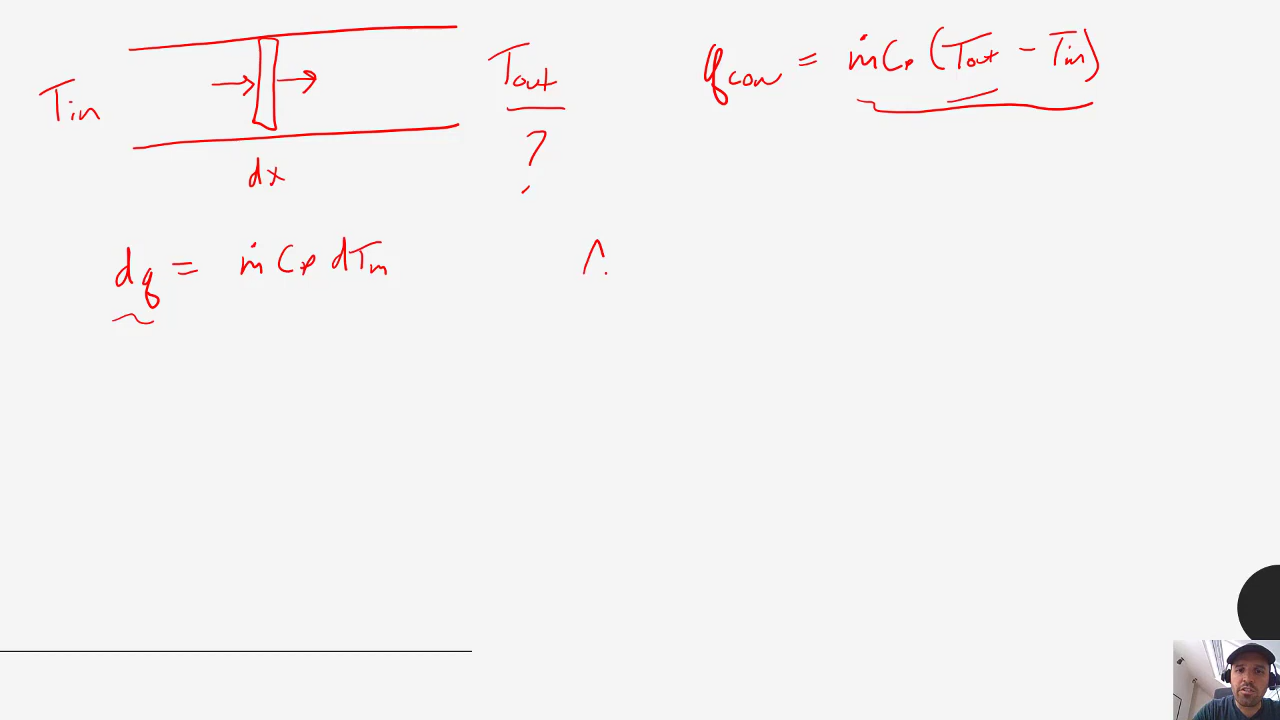 Tin
dx
Tout
?
qconv = ṁCp (Tout - Tin)
dq = ṁ Cp dTm